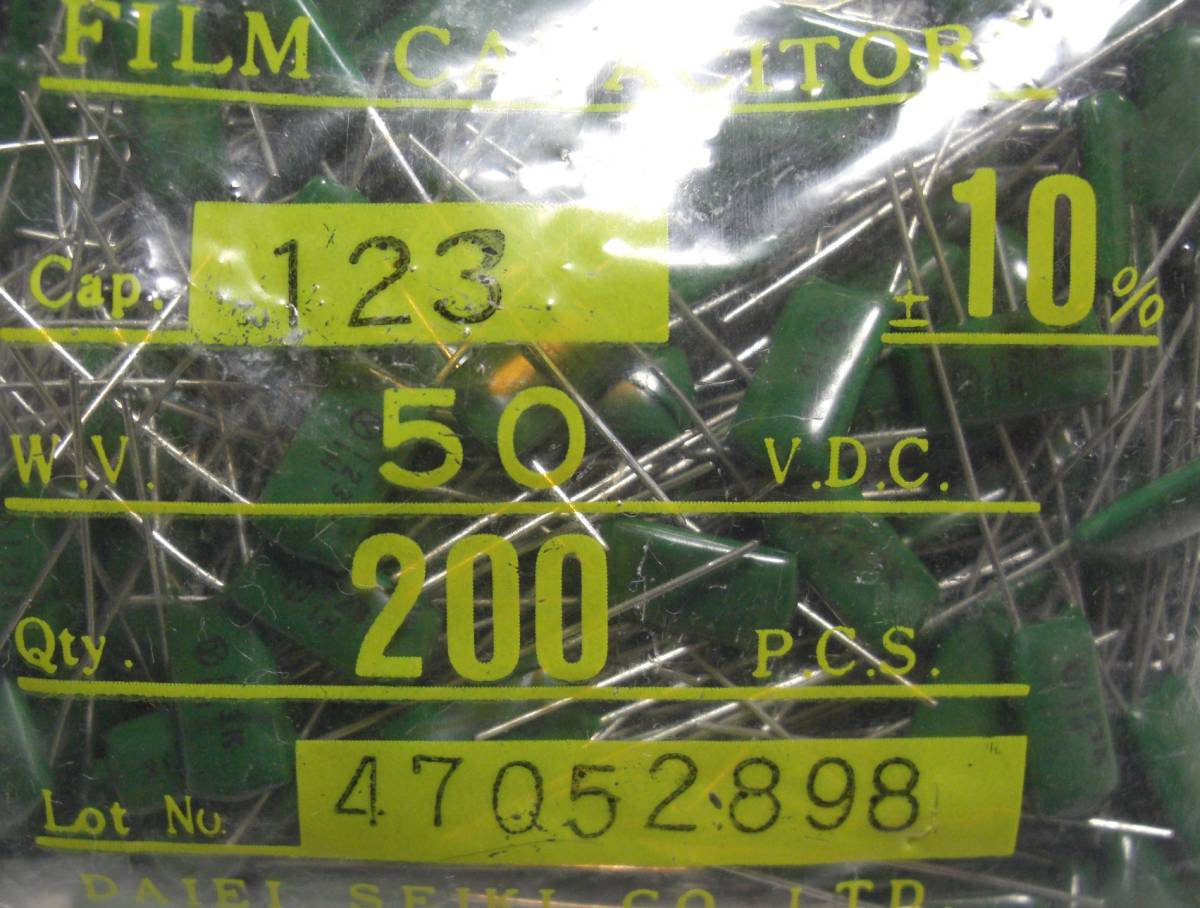 FILM CAPACITORS
Cap. 123 ±10%
W.V. 50 V.D.C.
Qty. 200 P.C.S.
Lot No. 47052898
DAIEI SEIKI CO. LTD.